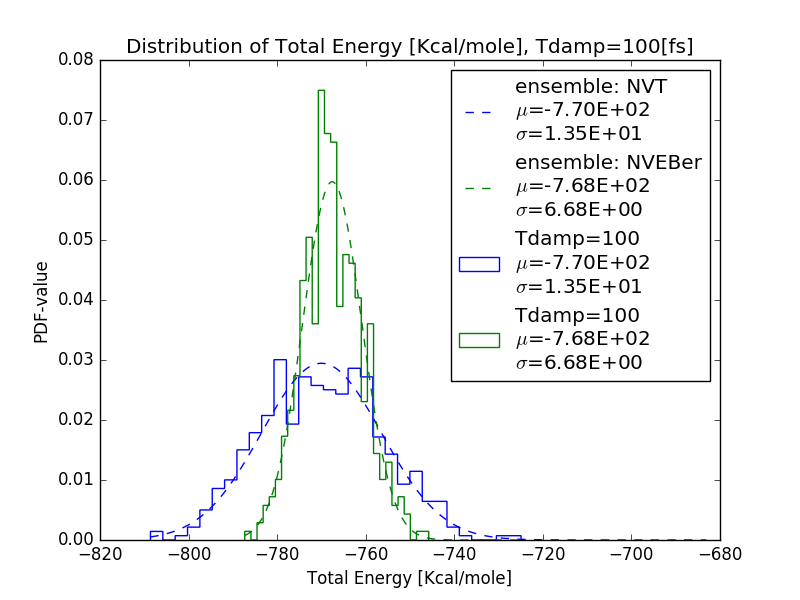 Distribution of Total Energy [Kcal/mole], Tdamp=100[fs]
0.08
0.07
0.06
0.05
0.04
0.03
0.02
0.01
0.00
PDF-value
ensemble: NVT
μ=-7.70E+02
σ=1.35E+01
ensemble: NVEBer
μ=-7.68E+02
σ=6.68E+00
Tdamp=100
μ=-7.70E+02
σ=1.35E+01
Tdamp=100
μ=-7.68E+02
σ=6.68E+00
−820 −800 −780 −760 −740 −720 −700 −680
Total Energy [Kcal/mole]